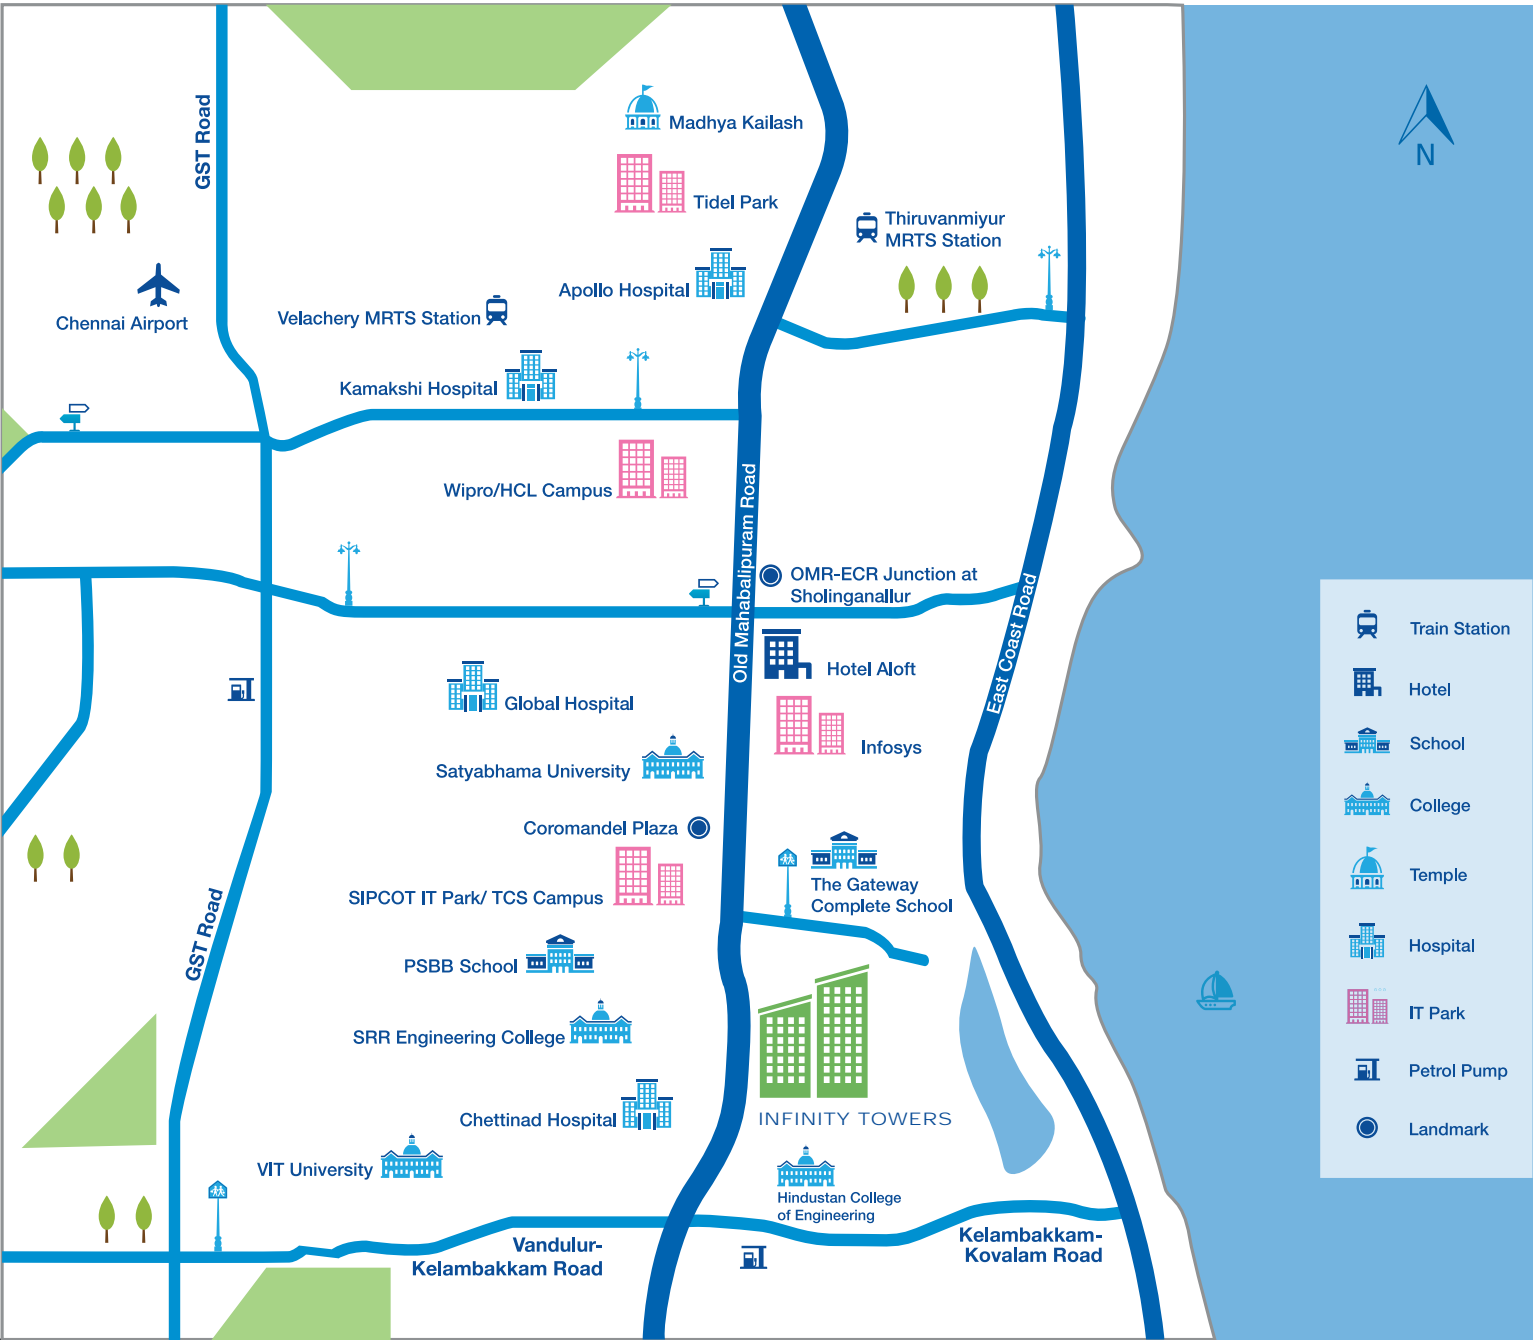 GST Road
Madhya Kailash
Tidel Park
Thiruvanmiyur
MRTS Station
N
Apollo Hospital
Chennai Airport
Velachery MRTS Station
Kamakshi Hospital
Wipro/HCL Campus
Old Mahabalipuram Road
OMR-ECR Junction at
Sholinganallur
East Coast Road
Hotel Aloft
Global Hospital
Infosys
Satyabhama University
Coromandel Plaza
The Gateway
Complete School
SIPCOT IT Park/ TCS Campus
GST Road
PSBB School
SRR Engineering College
Chettinad Hospital
INFINITY TOWERS
VIT University
Hindustan College
of Engineering
Vandulur-
Kelambakkam Road
Kelambakkam-
Kovalam Road
Train Station
Hotel
School
College
Temple
Hospital
IT Park
Petrol Pump
Landmark